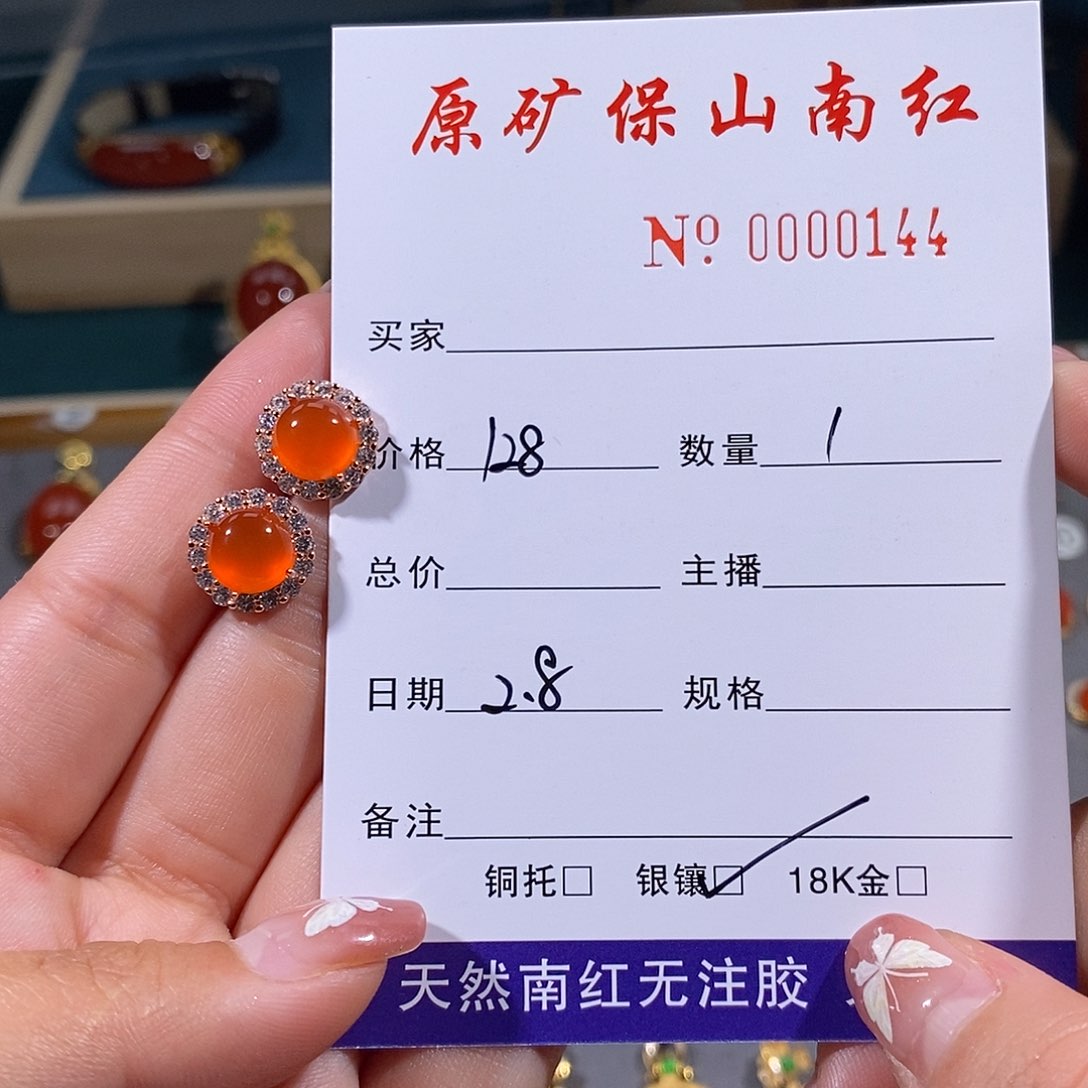 原矿保山南红
Nº 0000144
买家
价格 128 数量 1
总价 主播
日期 2.8 规格
备注
铜托□ 银镶□ 18K金□
天然南红无注胶